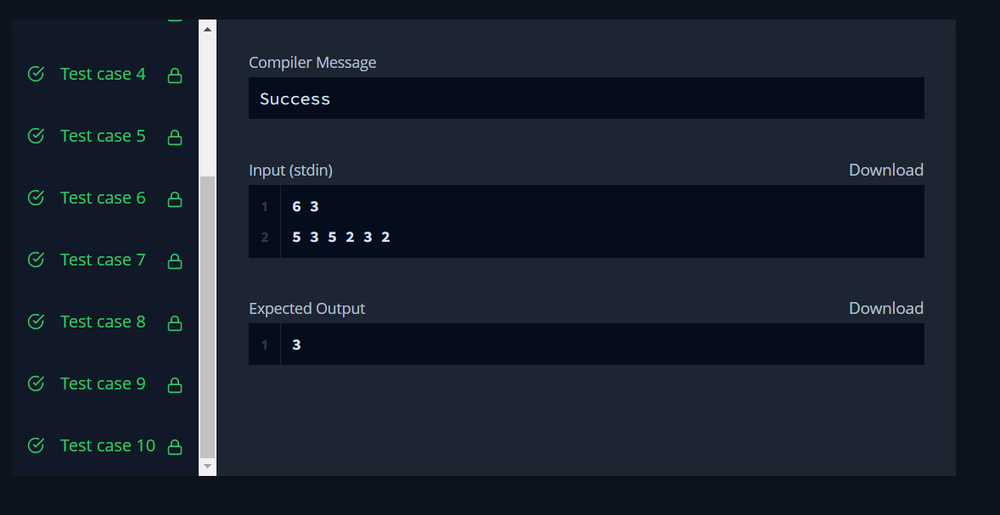 Test case 4
Test case 5
Test case 6
Test case 7
Test case 8
Test case 9
Test case 10
Compiler Message
Success
Input (stdin)
Download
1 6 3
2 5 3 5 2 3 2
Expected Output
Download
1 3